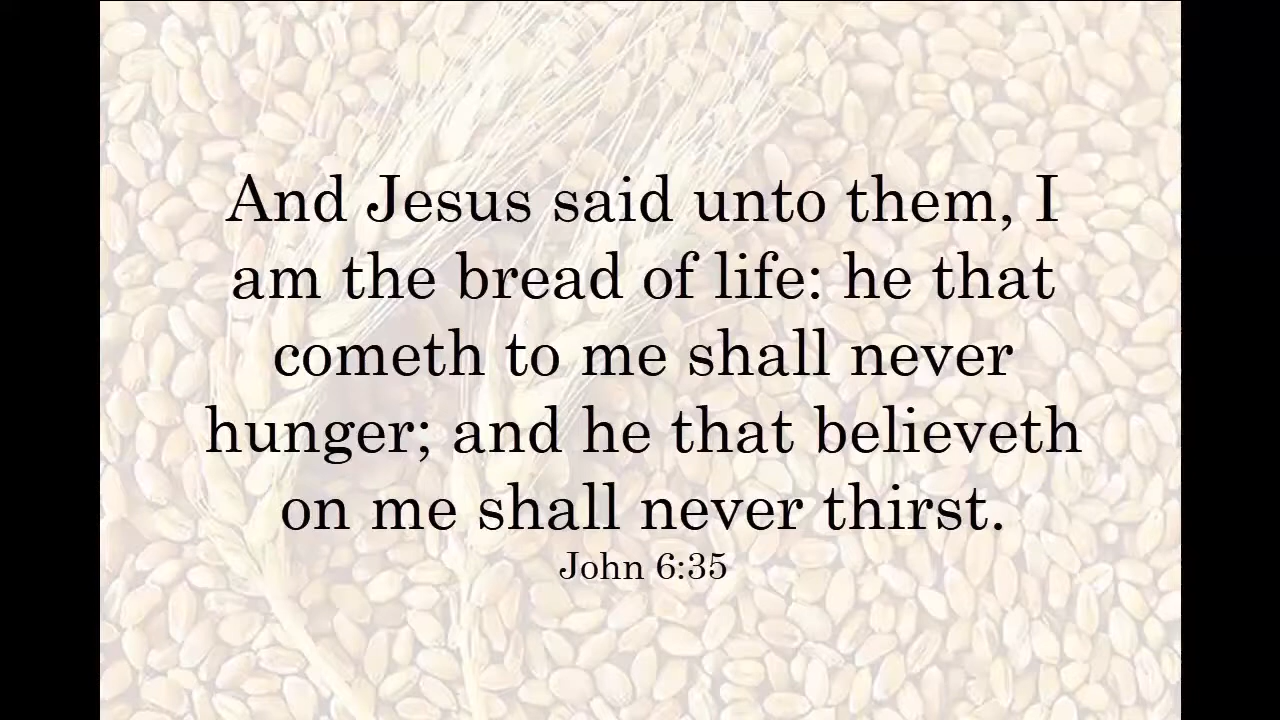 And Jesus said unto them, I
am the bread of life: he that
cometh to me shall never
hunger; and he that believeth
on me shall never thirst.
John 6:35